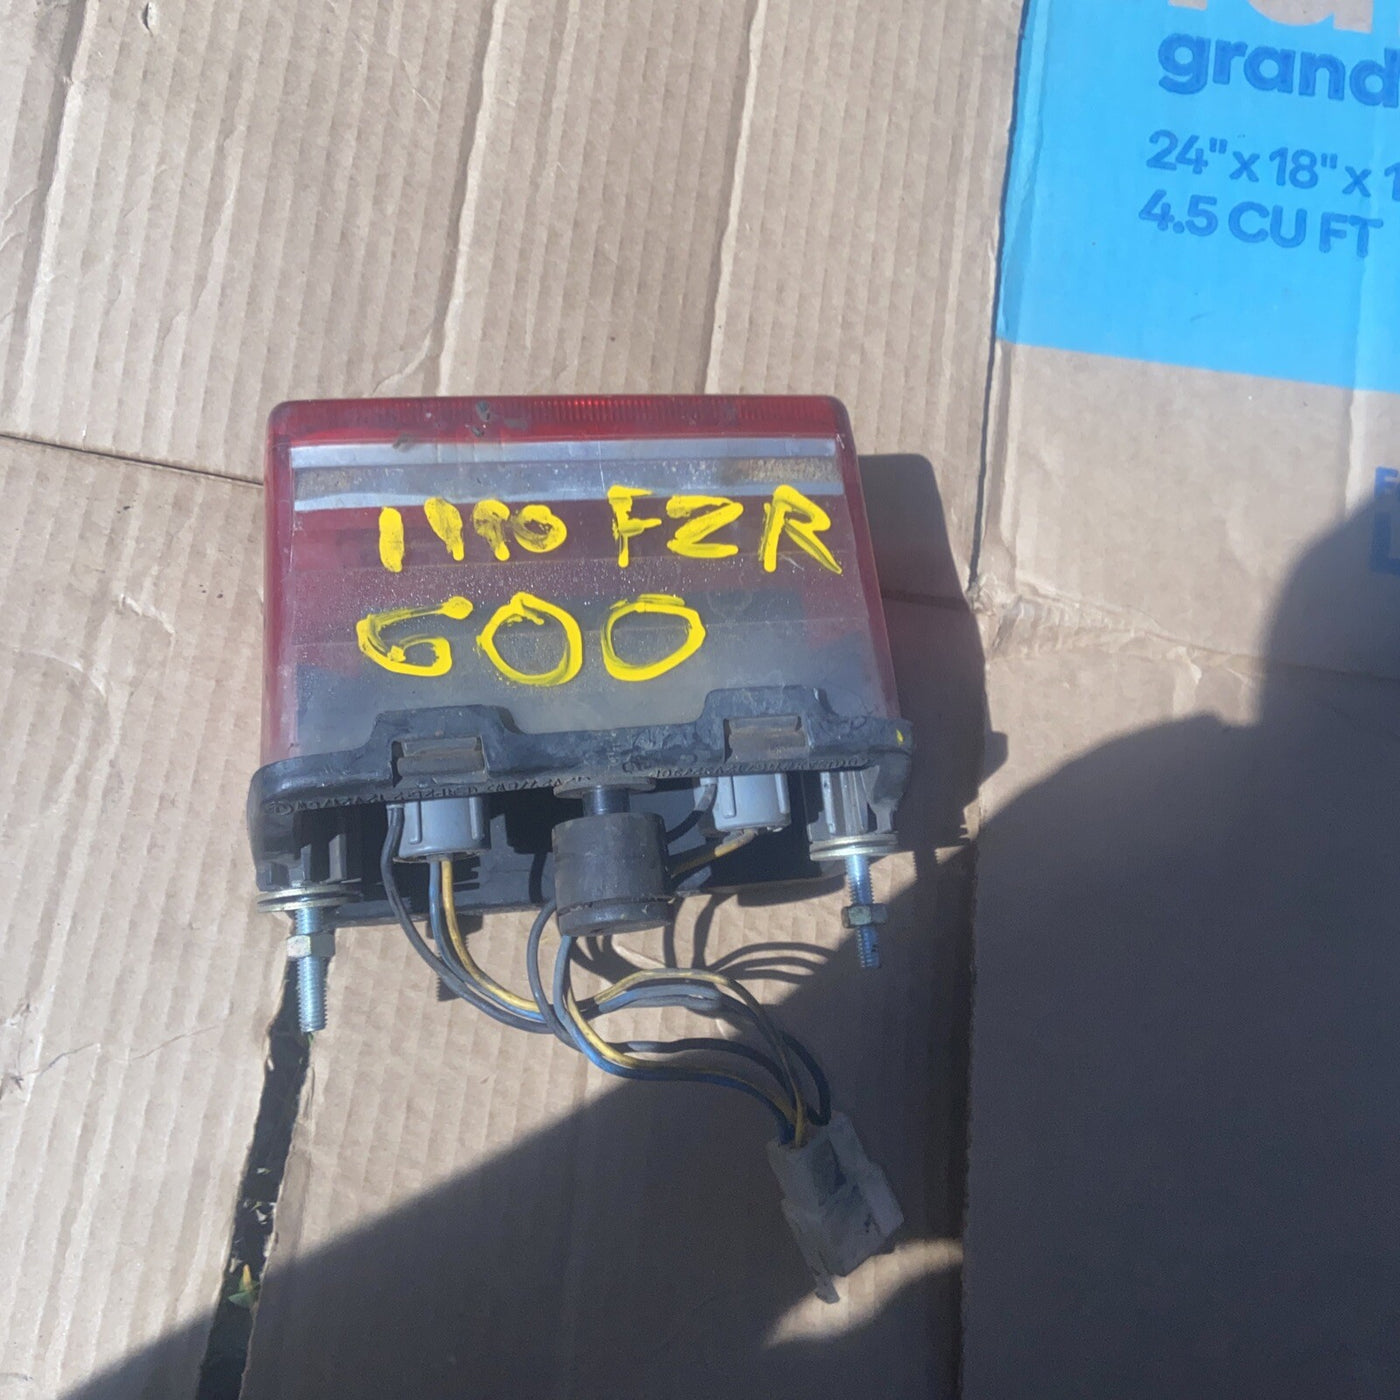 grand
24" x 18" x 1
4.5 CU FT
1990 FZR
600